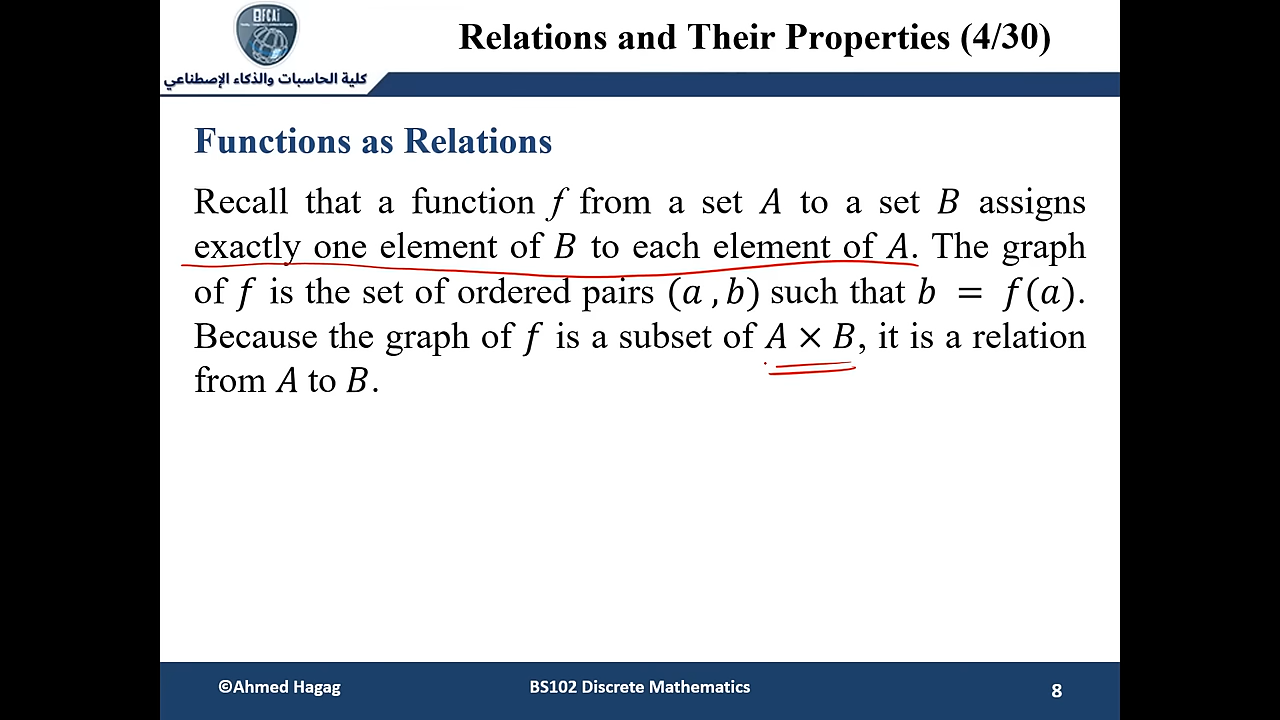 BFCAI
Relations and Their Properties (4/30)
كلية الحاسبات والذكاء الإصطناعي
Functions as Relations
Recall that a function f from a set A to a set B assigns
exactly one element of B to each element of A. The graph
of f is the set of ordered pairs (a , b) such that b = f(a).
Because the graph of f is a subset of A × B, it is a relation
from A to B.
©Ahmed Hagag
BS102 Discrete Mathematics
8